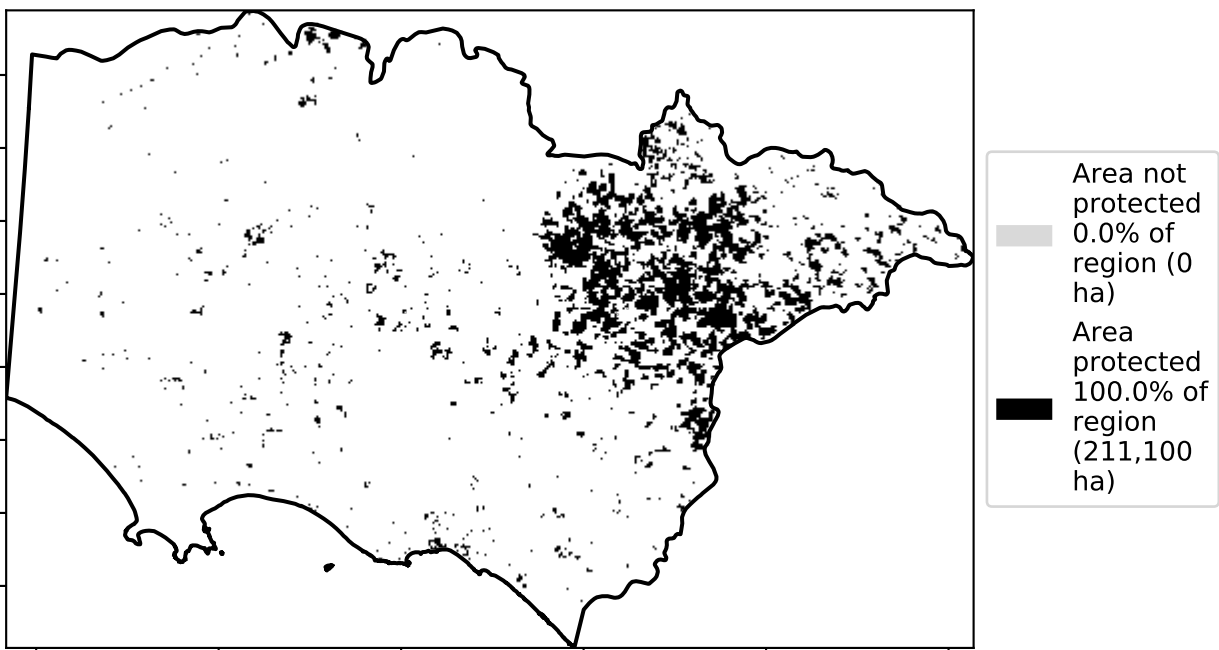 Area not
protected
0.0% of
region (0
ha)
Area
protected
100.0% of
region
(211,100
ha)